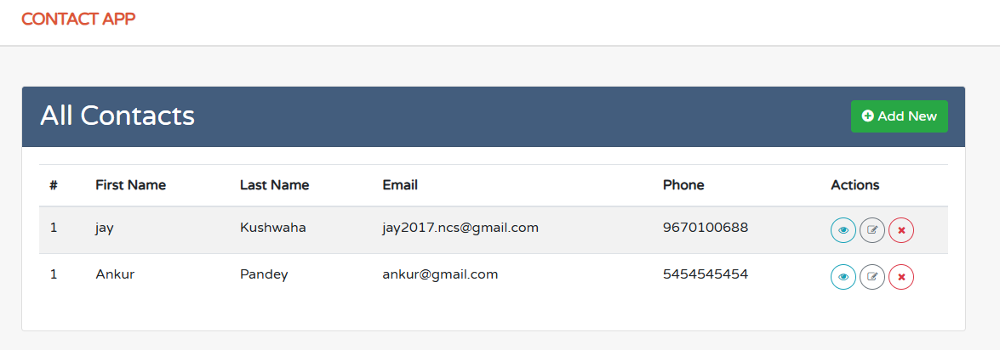 CONTACT APP
All Contacts
Add New
# First Name Last Name Email Phone Actions
1 jay Kushwaha jay2017.ncs@gmail.com 9670100688
1 Ankur Pandey ankur@gmail.com 5454545454